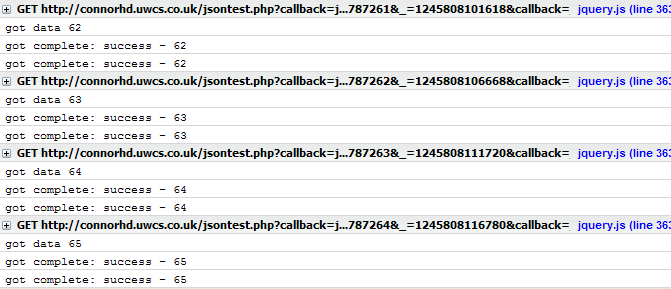 GET http://connorhd.uwcs.co.uk/jsontest.php?callback=j...787261&_=1245808101618&callback= jquery.js (line 363
got data 62
got complete: success - 62
got complete: success - 62
GET http://connorhd.uwcs.co.uk/jsontest.php?callback=j...787262&_=1245808106668&callback= jquery.js (line 363
got data 63
got complete: success - 63
got complete: success - 63
GET http://connorhd.uwcs.co.uk/jsontest.php?callback=j...787263&_=1245808111720&callback= jquery.js (line 363
got data 64
got complete: success - 64
got complete: success - 64
GET http://connorhd.uwcs.co.uk/jsontest.php?callback=j...787264&_=1245808116780&callback= jquery.js (line 363
got data 65
got complete: success - 65
got complete: success - 65